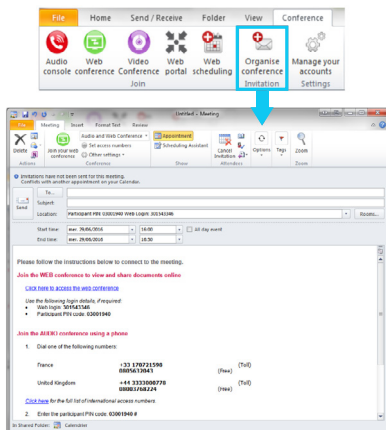 File Home Send / Receive Folder View Conference
Audio console
Web conference
Video Conference
Web portal
Web scheduling
Organise conference
Manage your accounts
Join Invitation Settings
Untitled - Meeting
File Meeting Insert Format Text Review
Delete
Join your web conference
Audio and Web Conference
Set access numbers
Other settings
Appointment
Scheduling Assistant
Cancel Invitation
Options
Tags
Zoom
Actions Conference Show Attendees Zoom
Invitations have not been sent for this meeting.
Conflicts with another appointment on your Calendar.
Send
To...
Subject:
Location: Participant PIN: 03001940 Web Login: 301543346 Rooms...
Start time: mer. 29/06/2016 16:00 All day event
End time: mer. 29/06/2016 16:30
Please follow the instructions below to connect to the meeting.
Join the WEB conference to view and share documents online
Click here to access the web conference
Use the following login details, if required:
• Web login: 301543346
• Participant PIN code: 03001940
Join the AUDIO conference using a phone
1. Dial one of the following numbers:
France +33 170721590 (Toll)
0805632043 (Free)
United Kingdom +44 3333000778 (Toll)
08003768224 (Free)
Click here for the full list of international access numbers
2. Enter the participant PIN code: 03001940 #
In Shared Folder: Calendrier